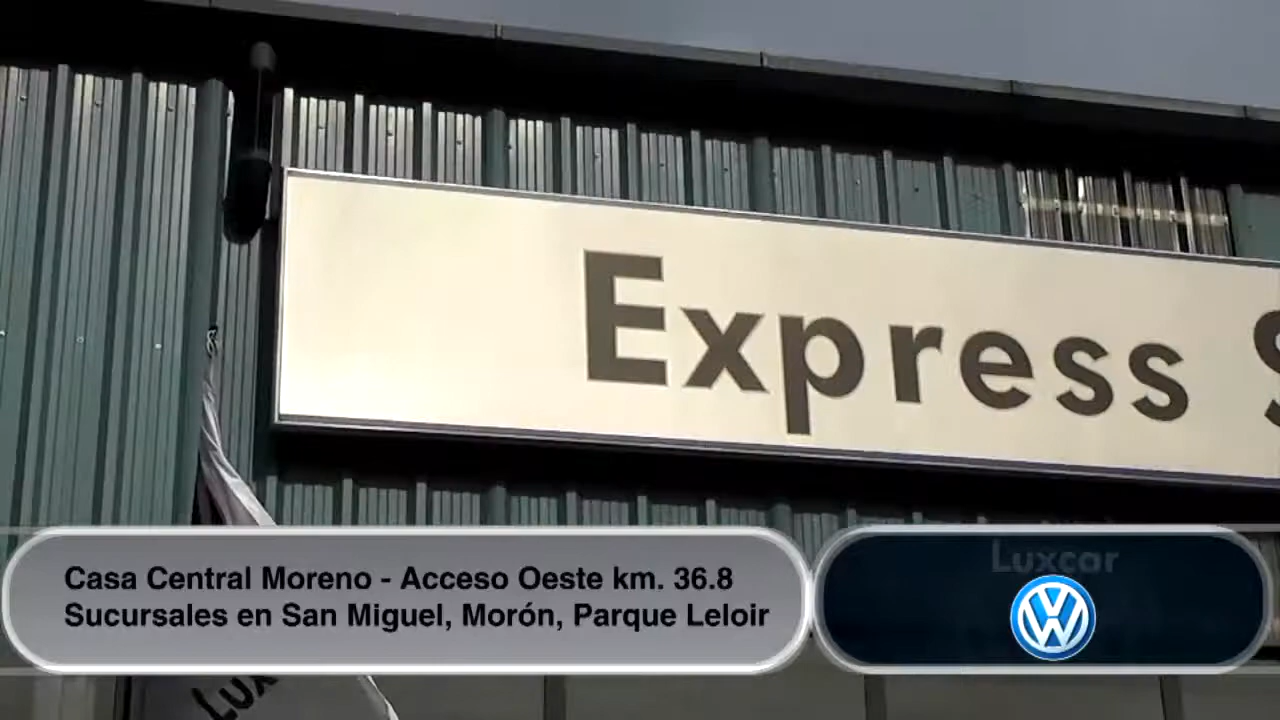 Express
Casa Central Moreno - Acceso Oeste km. 36.8
Sucursales en San Miguel, Morón, Parque Leloir
Luxcar